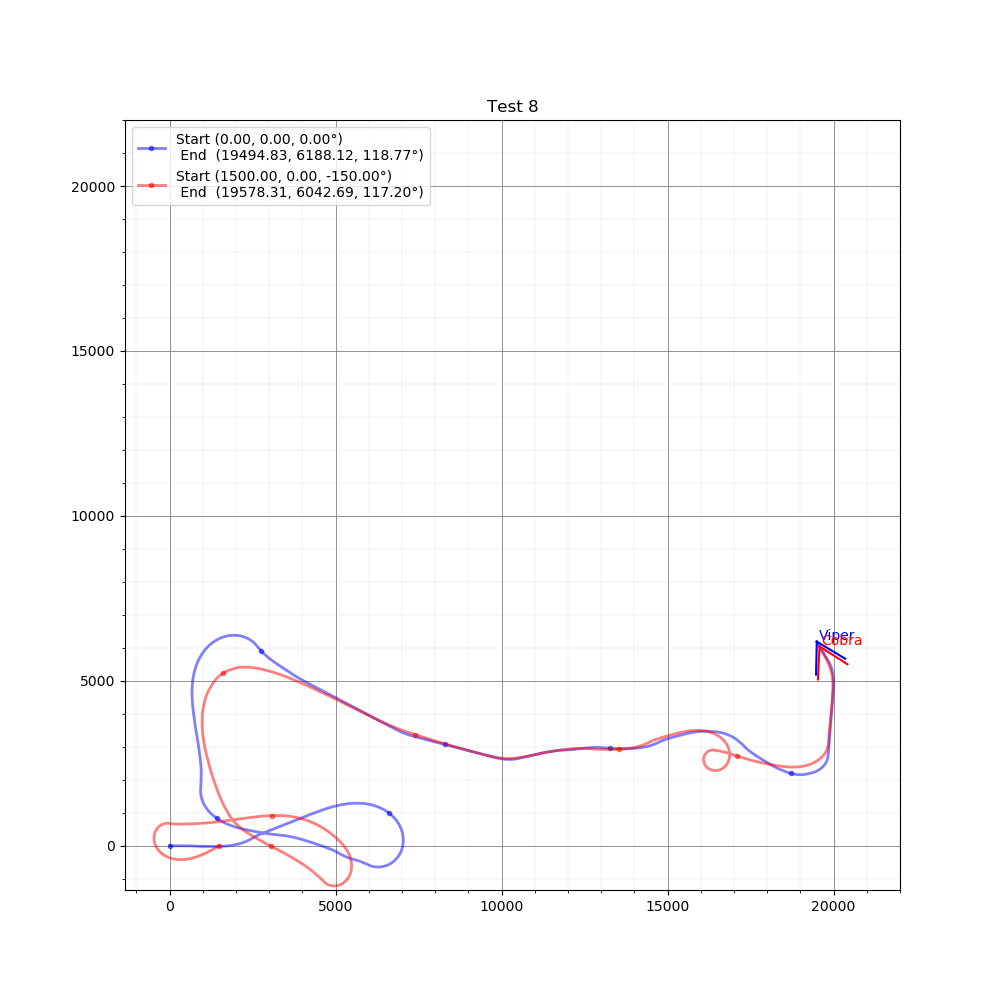 Test 8
Start (0.00, 0.00, 0.00°)
End (19494.83, 6188.12, 118.77°)
Start (1500.00, 0.00, -150.00°)
End (19578.31, 6042.69, 117.20°)
20000
15000
10000
5000
0
Viper
Cobra
0
5000
10000
15000
20000